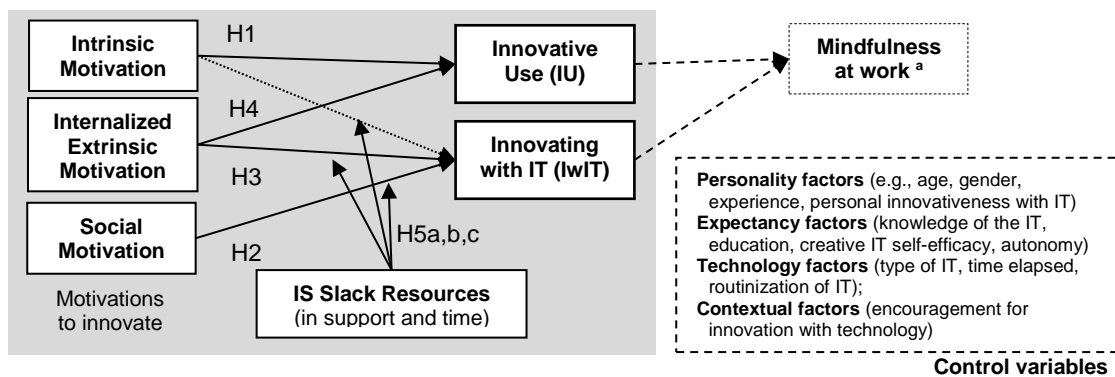 Intrinsic
Motivation
Internalized
Extrinsic
Motivation
Social
Motivation
Motivations
to innovate
H1
H4
H3
H2
H5a,b,c
IS Slack Resources
(in support and time)
Innovative
Use (IU)
Innovating
with IT (IwIT)
Mindfulness
at work a
Personality factors (e.g., age, gender,
experience, personal innovativeness with IT)
Expectancy factors (knowledge of the IT,
education, creative IT self-efficacy, autonomy)
Technology factors (type of IT, time elapsed,
routinization of IT);
Contextual factors (encouragement for
innovation with technology)
Control variables